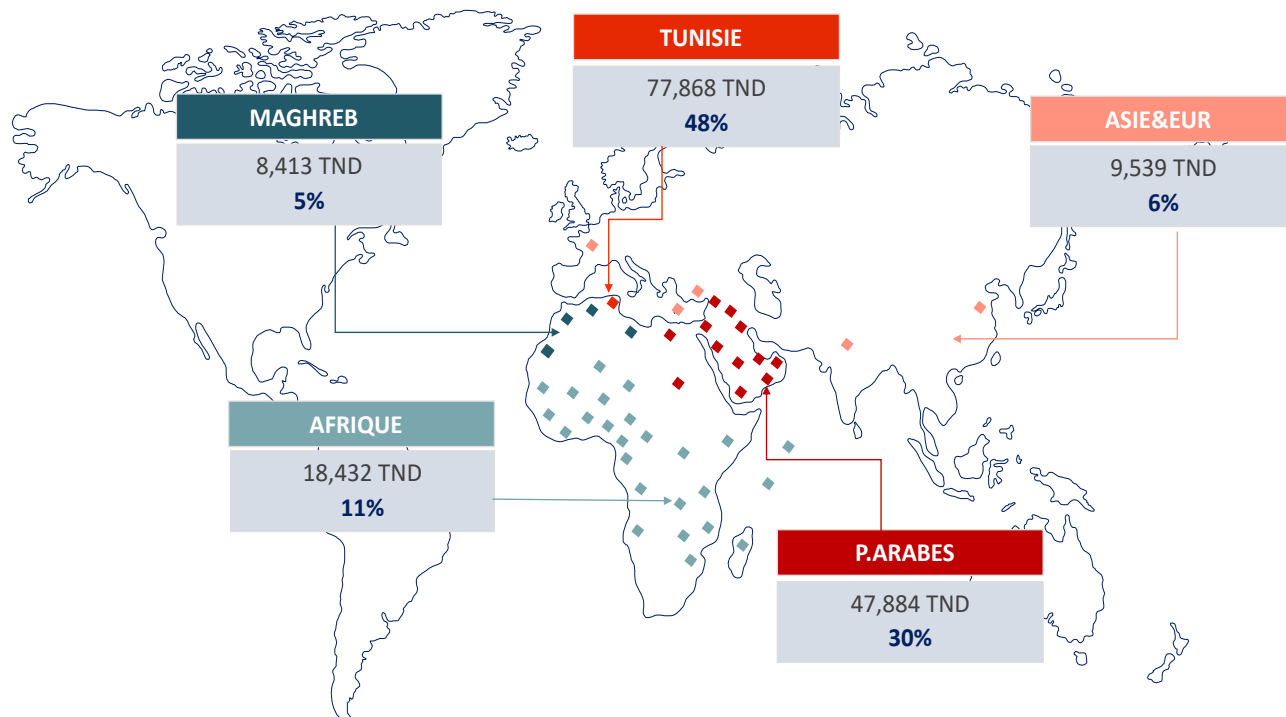 TUNISIE
77,868 TND
48%
MAGHREB
8,413 TND
5%
ASIE&EUR
9,539 TND
6%
AFRIQUE
18,432 TND
11%
P.ARABES
47,884 TND
30%